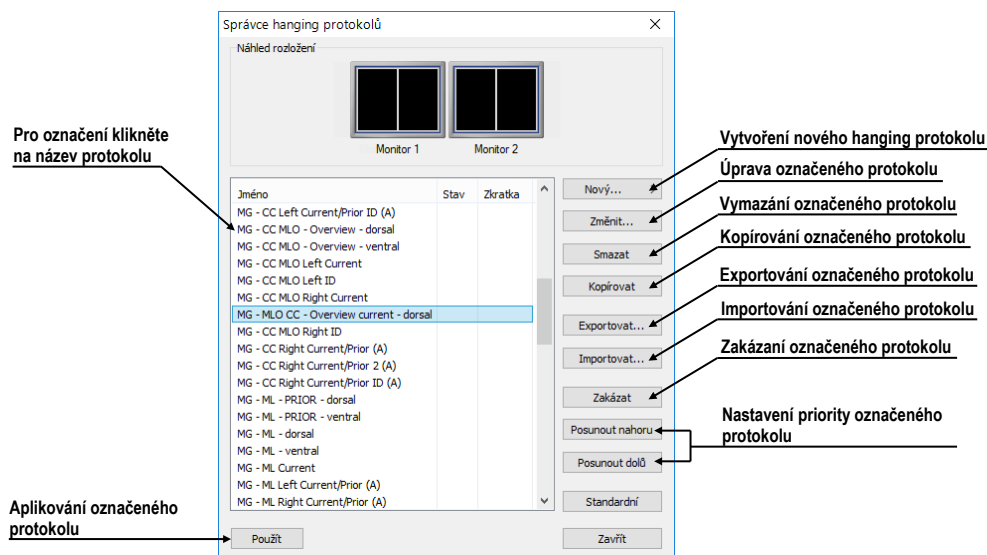 Správce hanging protokolů
Náhled rozložení
Monitor 1
Monitor 2
Pro označení klikněte
na název protokolu
Jméno
Stav
Zkratka
MG - CC Left Current/Prior ID (A)
MG - CC MLO - Overview - dorsal
MG - CC MLO - Overview - ventral
MG - CC MLO Left Current
MG - CC MLO Left ID
MG - CC MLO Right Current
MG - MLO CC - Overview current - dorsal
MG - CC MLO Right ID
MG - CC Right Current/Prior (A)
MG - CC Right Current/Prior 2 (A)
MG - CC Right Current/Prior ID (A)
MG - ML - PRIOR - dorsal
MG - ML - PRIOR - ventral
MG - ML - dorsal
MG - ML - ventral
MG - ML Current
MG - ML Left Current/Prior (A)
MG - ML Right Current/Prior (A)
Nový...
Změnit...
Smazat
Kopírovat
Exportovat...
Importovat...
Zakázat
Posunout nahoru
Posunout dolů
Standardní
Vytvoření nového hanging protokolu
Úprava označeného protokolu
Vymazání označeného protokolu
Kopírování označeného protokolu
Exportování označeného protokolu
Importování označeného protokolu
Zakázaní označeného protokolu
Nastavení priority označeného
protokolu
Aplikování označeného
protokolu
Použít
Zavřít